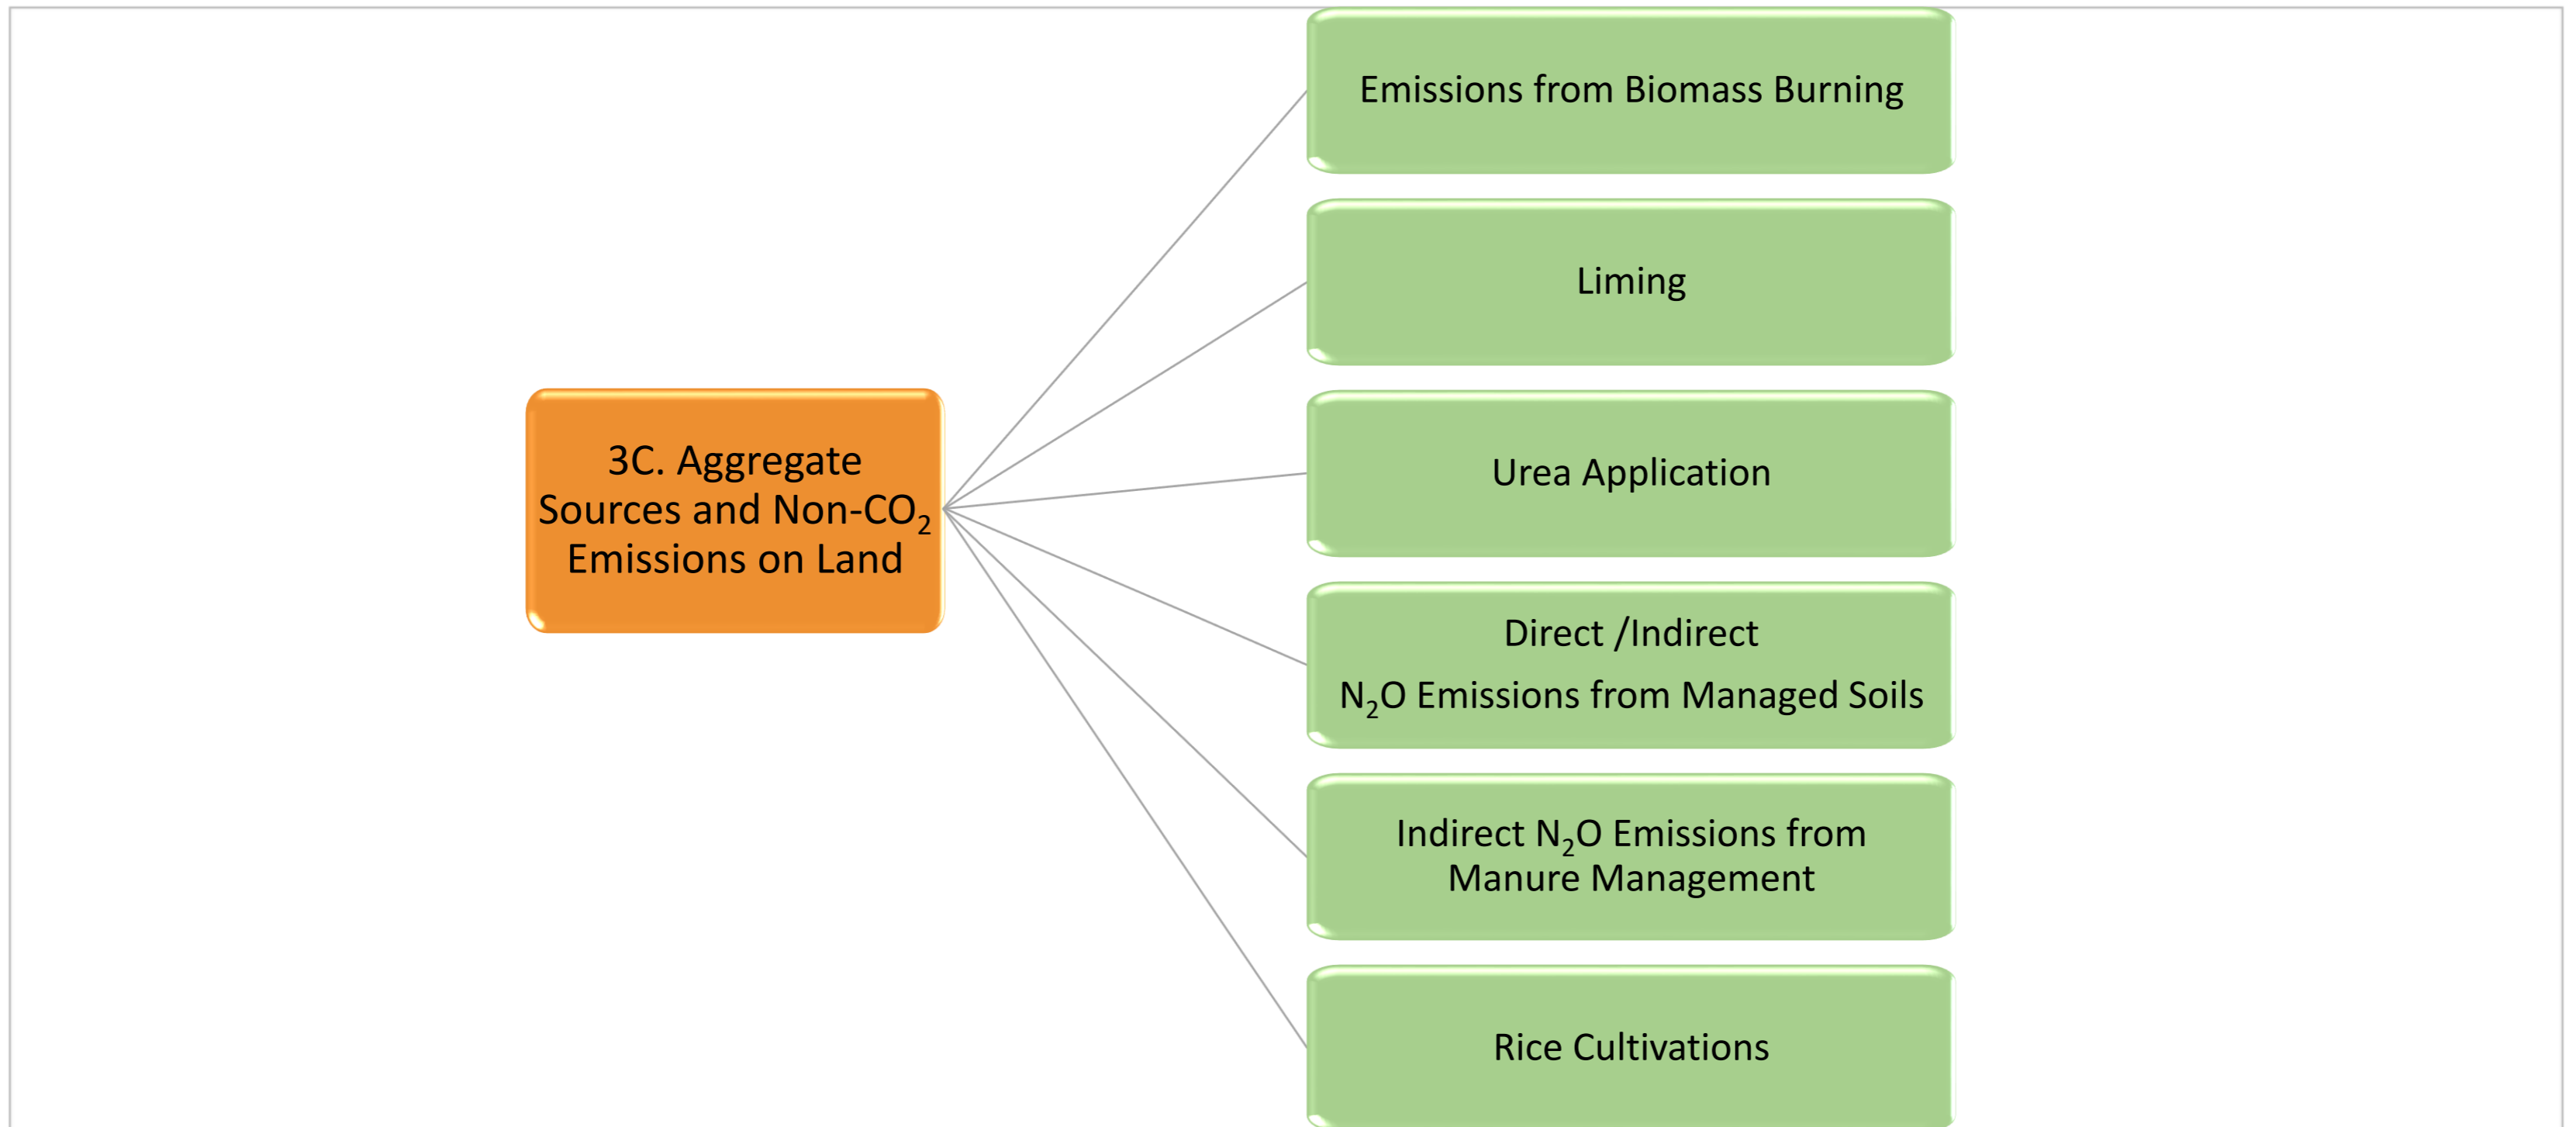 3C. Aggregate
Sources and Non-CO₂
Emissions on Land
Emissions from Biomass Burning
Liming
Urea Application
Direct /Indirect
N₂O Emissions from Managed Soils
Indirect N₂O Emissions from
Manure Management
Rice Cultivations